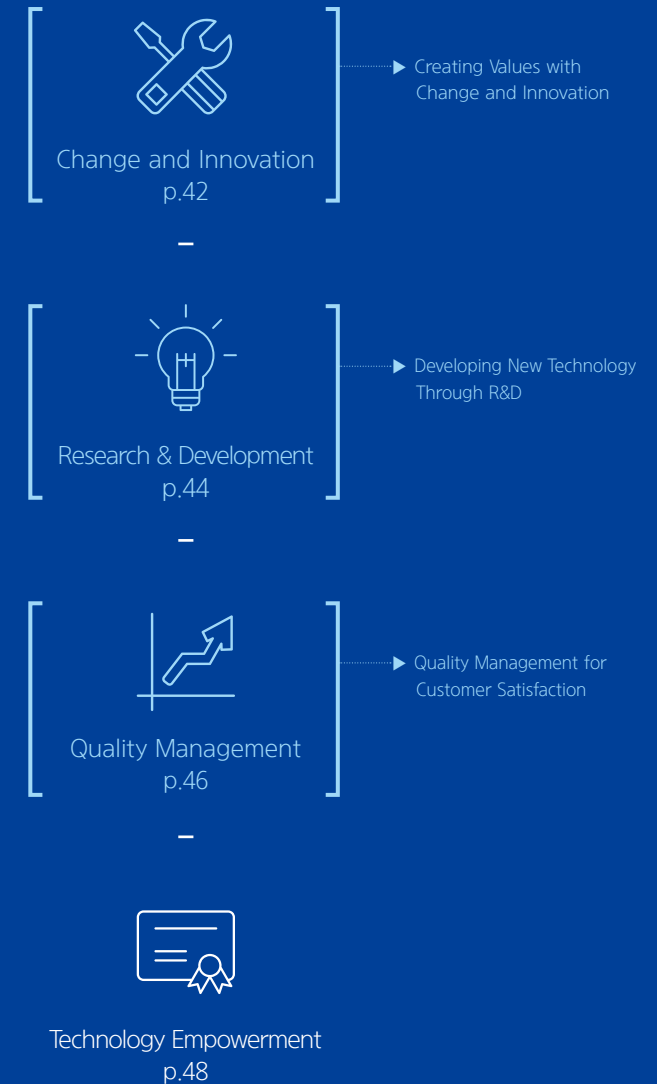 ▶ Creating Values with
Change and Innovation
Change and Innovation
p.42
–
▶ Developing New Technology
Through R&D
Research & Development
p.44
–
▶ Quality Management for
Customer Satisfaction
Quality Management
p.46
–
Technology Empowerment
p.48